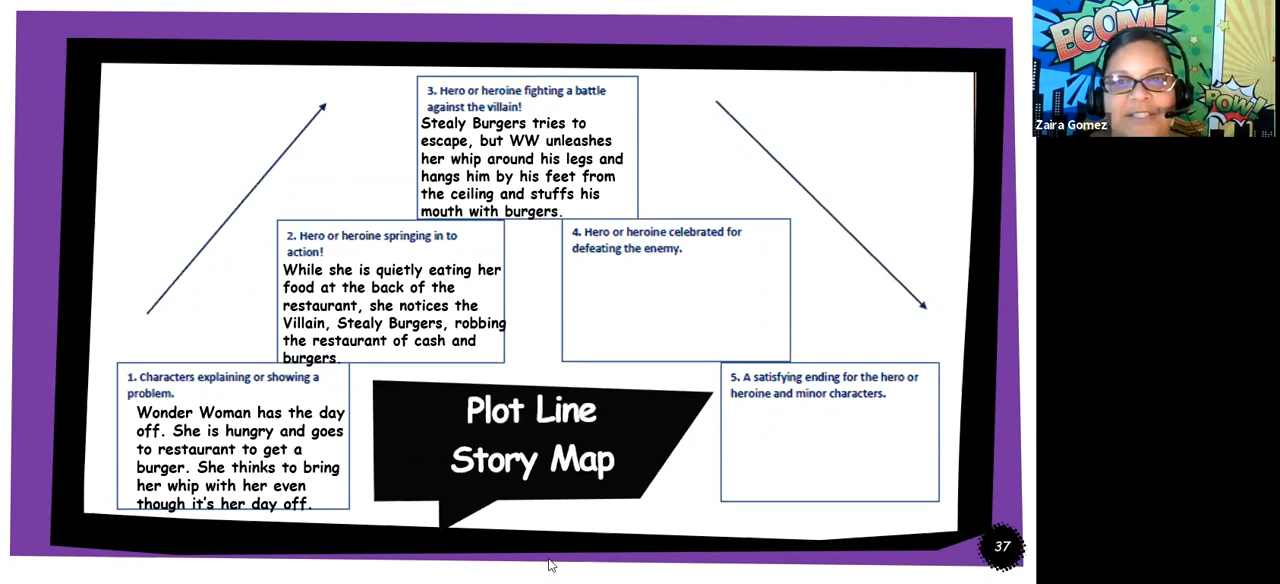 3. Hero or heroine fighting a battle
against the villain!
Stealy Burgers tries to
escape, but WW unleashes
her whip around his legs and
hangs him by his feet from
the ceiling and stuffs his
mouth with burgers.
2. Hero or heroine springing in to
action!
While she is quietly eating her
food at the back of the
restaurant, she notices the
Villain, Stealy Burgers, robbing
the restaurant of cash and
burgers.
4. Hero or heroine celebrated for
defeating the enemy.
1. Characters explaining or showing a
problem.
Wonder Woman has the day
off. She is hungry and goes
to restaurant to get a
burger. She thinks to bring
her whip with her even
though it's her day off.
Plot Line
Story Map
5. A satisfying ending for the hero or
heroine and minor characters.
37
BOOM!
POW!
Zaira Gomez